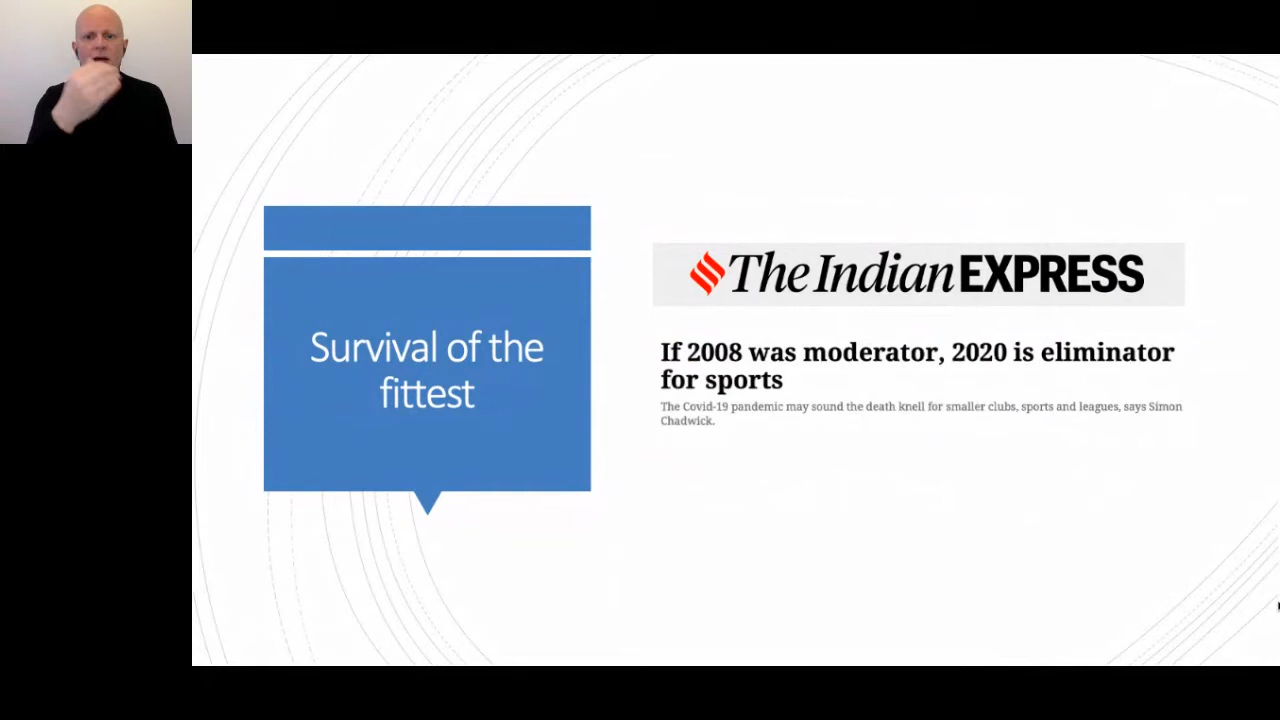 Survival of the
fittest
The Indian EXPRESS
If 2008 was moderator, 2020 is eliminator
for sports
The Covid-19 pandemic may sound the death knell for smaller clubs, sports and leagues, says Simon
Chadwick.